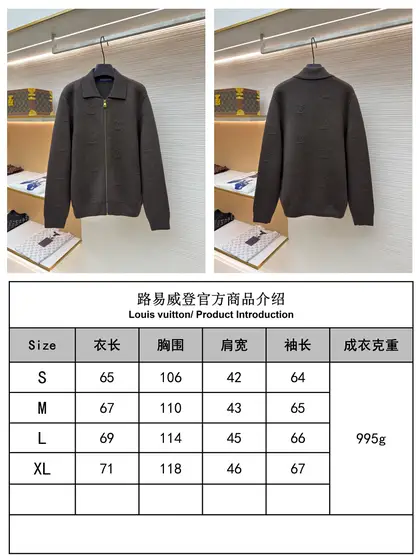 路易威登官方商品介绍
Louis vuitton/ Product Introduction
Size 衣长 胸围 肩宽 袖长 成衣克重
S 65 106 42 64
M 67 110 43 65
L 69 114 45 66
995g
XL 71 118 46 67